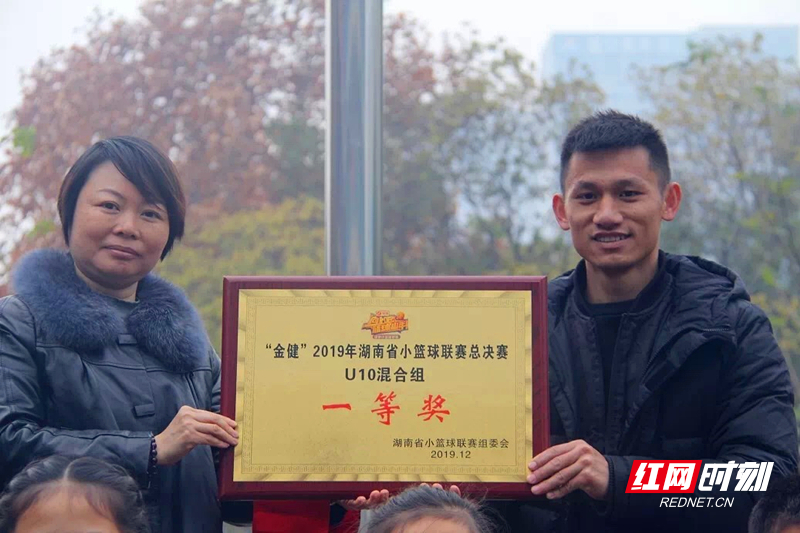 “金健”2019年湖南省小篮球联赛总决赛
U10混合组
一等奖
湖南省小篮球联赛组委会
2019.12
红网时刻
REDNET.CN